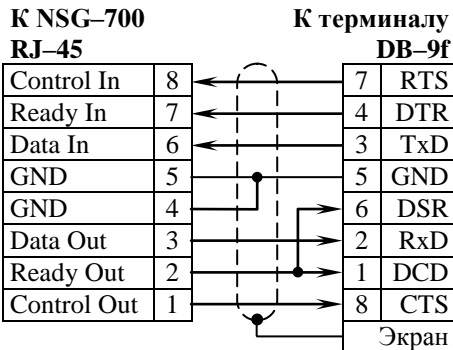 К NSG–700 К терминалу
RJ–45 DB–9f
Control In 8 7 RTS
Ready In 7 4 DTR
Data In 6 3 TxD
GND 5 5 GND
GND 4 6 DSR
Data Out 3 2 RxD
Ready Out 2 1 DCD
Control Out 1 8 CTS
Экран